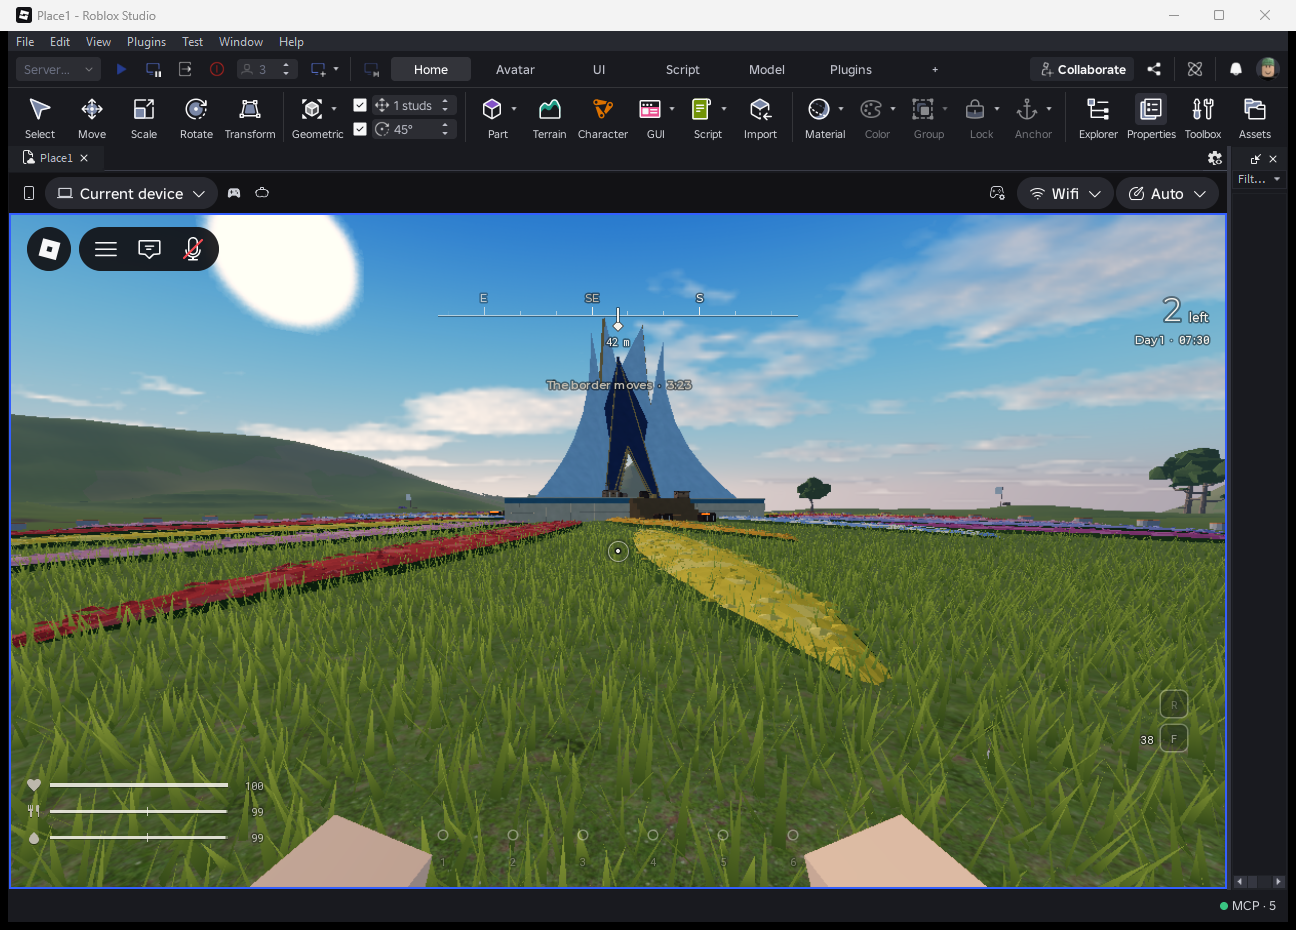 Place1 - Roblox Studio
File Edit View Plugins Test Window Help
Server... 3 Home Avatar UI Script Model Plugins + Collaborate
1 studs
45°
Select Move Scale Rotate Transform Geometric Part Terrain Character GUI Script Import Material Color Group Lock Anchor Explorer Properties Toolbox Assets
Place1
Filt...
Current device Wifi Auto
E SE S
42 m
2 left
Day 1 · 07:30
The border moves · 3:23
R
38 F
100
99
99
1 2 3 4 5 6
MCP · 5